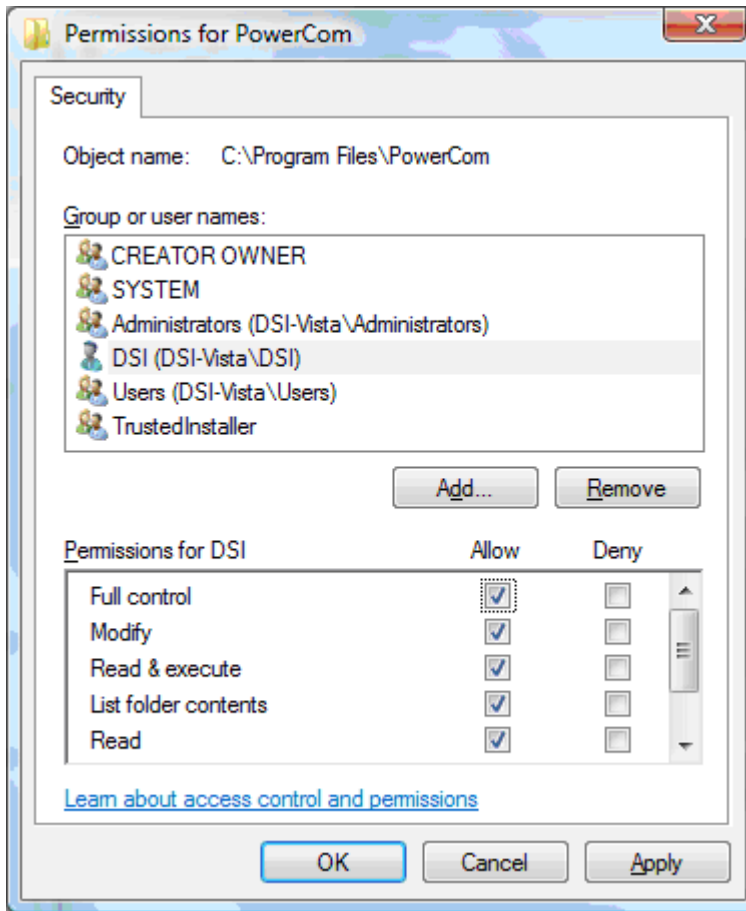 Permissions for PowerCom
Security
Object name: C:\Program Files\PowerCom
Group or user names:
CREATOR OWNER
SYSTEM
Administrators (DSI-Vista\Administrators)
DSI (DSI-Vista\DSI)
Users (DSI-Vista\Users)
TrustedInstaller
Add... Remove
Permissions for DSI Allow Deny
Full control
Modify
Read & execute
List folder contents
Read
Learn about access control and permissions
OK Cancel Apply